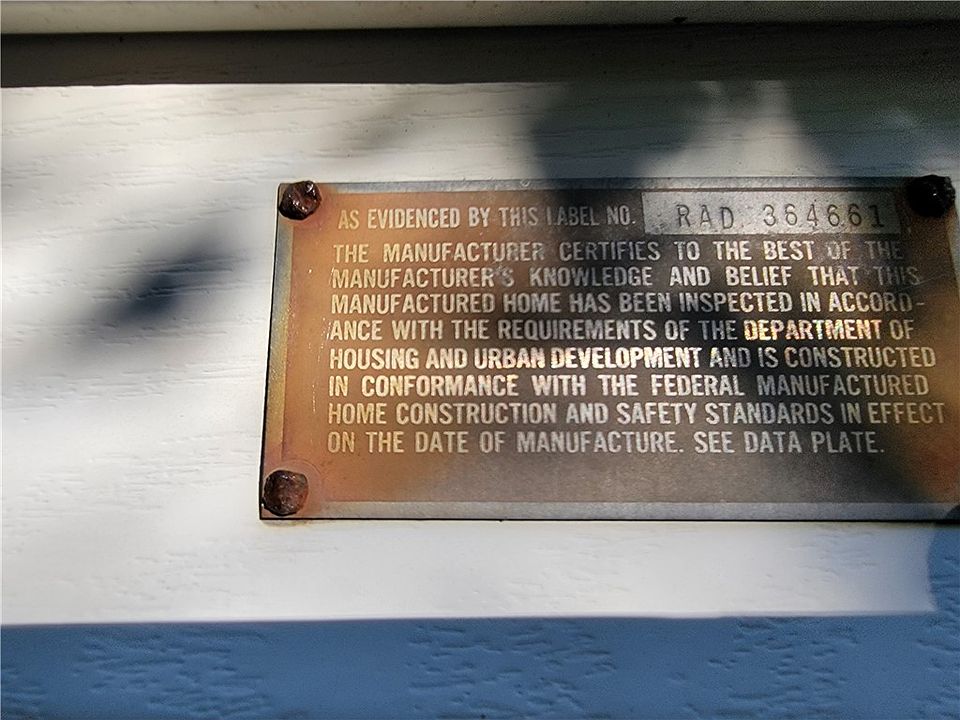 AS EVIDENCED BY THIS LABEL NO. RAD 364661
THE MANUFACTURER CERTIFIES TO THE BEST OF THE
MANUFACTURER'S KNOWLEDGE AND BELIEF THAT THIS
MANUFACTURED HOME HAS BEEN INSPECTED IN ACCORD-
ANCE WITH THE REQUIREMENTS OF THE DEPARTMENT OF
HOUSING AND URBAN DEVELOPMENT AND IS CONSTRUCTED
IN CONFORMANCE WITH THE FEDERAL MANUFACTURED
HOME CONSTRUCTION AND SAFETY STANDARDS IN EFFECT
ON THE DATE OF MANUFACTURE. SEE DATA PLATE.